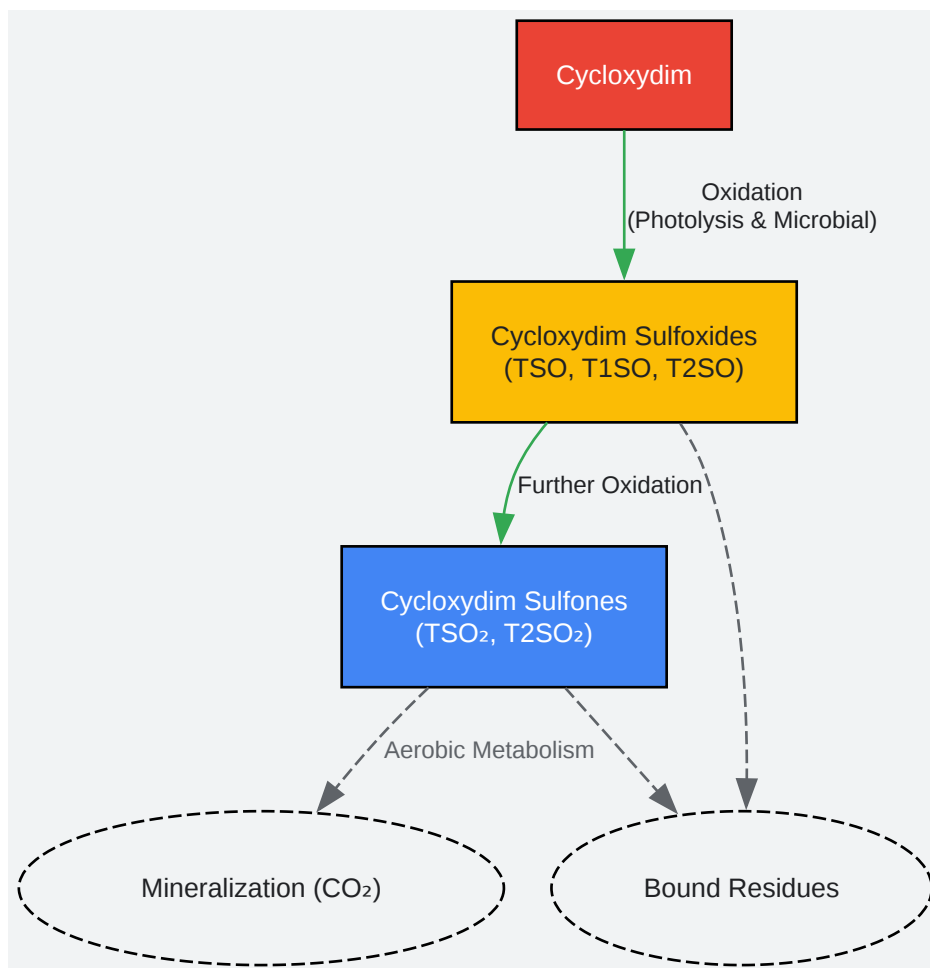 Cycloxydim
Oxidation
(Photolysis & Microbial)
Cycloxydim Sulfoxides
(TSO, T1SO, T2SO)
Further Oxidation
Cycloxydim Sulfones
(TSO₂, T2SO₂)
Aerobic Metabolism
Mineralization (CO₂)
Bound Residues